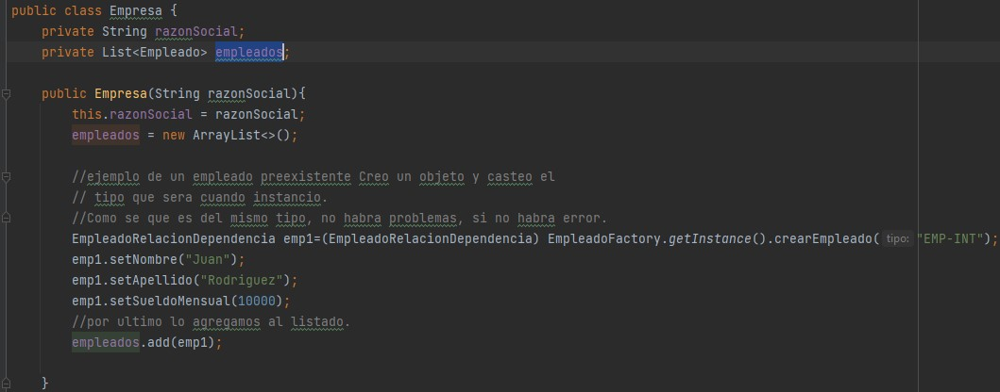 public class Empresa {
    private String razonSocial;
    private List<Empleado> empleados;

    public Empresa(String razonSocial){
        this.razonSocial = razonSocial;
        empleados = new ArrayList<>();

        //ejemplo de un empleado preexistente Creo un objeto y casteo el
        // tipo que sera cuando instancio.
        //Como se que es del mismo tipo, no habra problemas, si no habra error.
        EmpleadoRelacionDependencia emp1=(EmpleadoRelacionDependencia) EmpleadoFactory.getInstance().crearEmpleado( tipo: "EMP-INT");
        emp1.setNombre("Juan");
        emp1.setApellido("Rodriguez");
        emp1.setSueldoMensual(10000);
        //por ultimo lo agregamos al listado.
        empleados.add(emp1);

    }